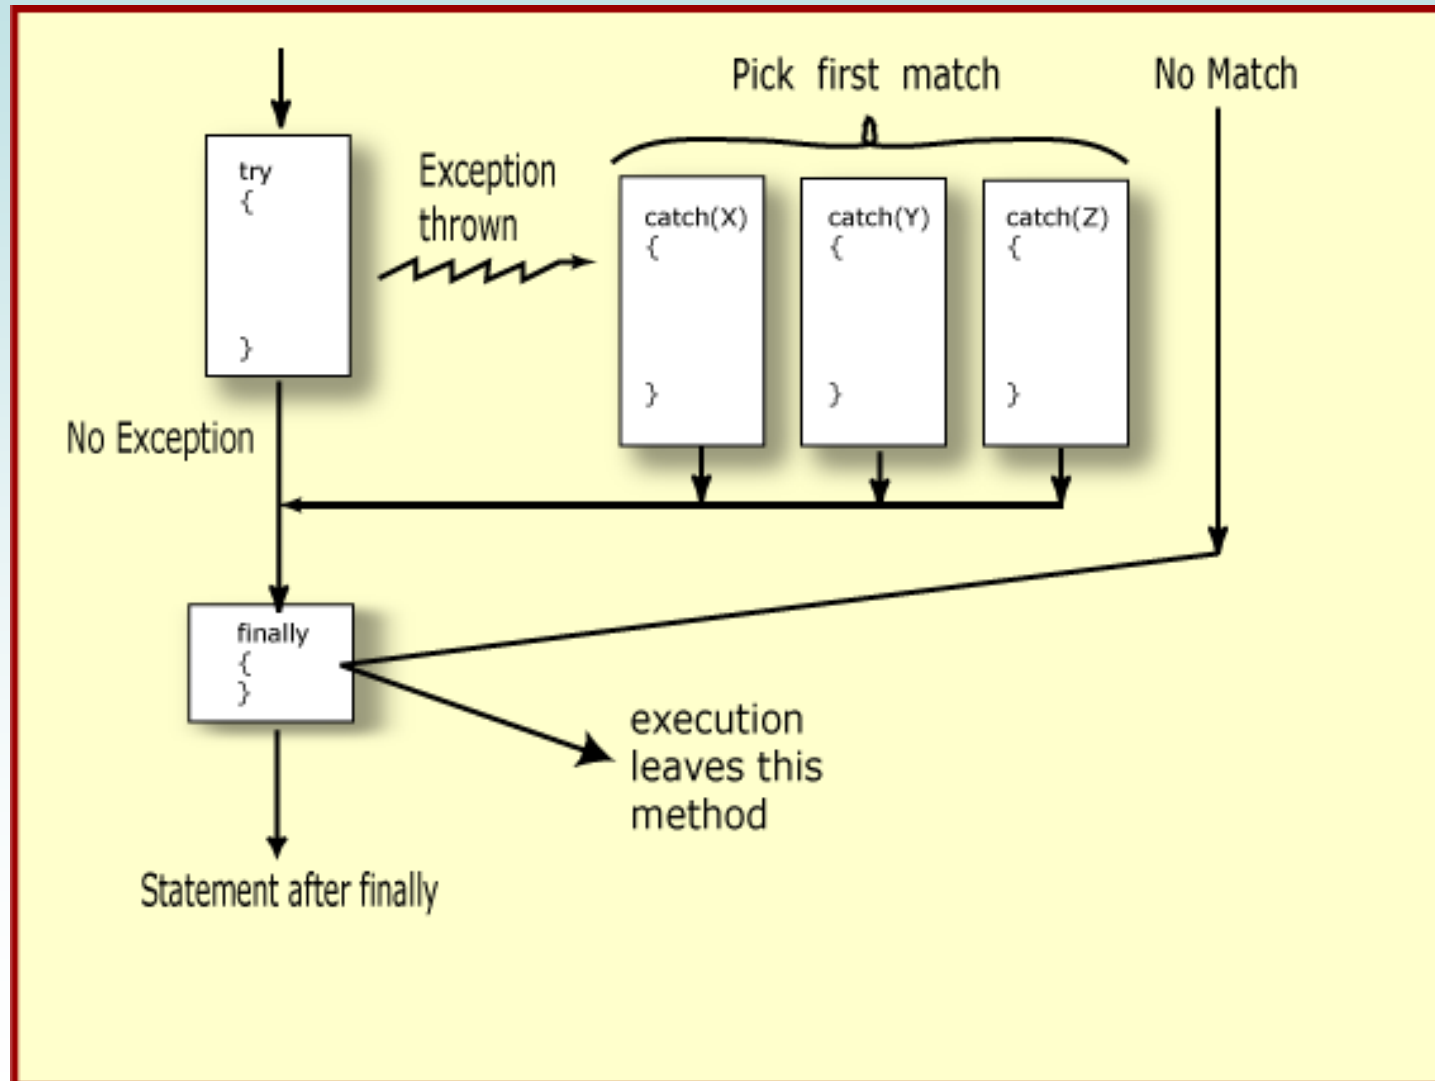 Pick first match
No Match
try
{
}
Exception
thrown
catch(X)
{
}
catch(Y)
{
}
catch(Z)
{
}
No Exception
finally
{
}
execution
leaves this
method
Statement after finally